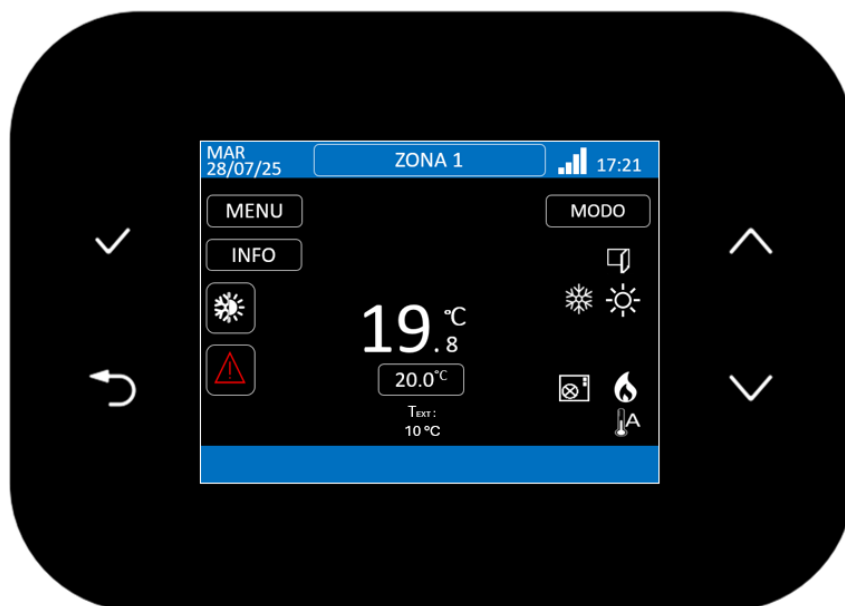 MAR
28/07/25
ZONA 1
17:21
MENU
MODO
INFO
19.8 °C
20.0°C
TEXT:
10 °C
A